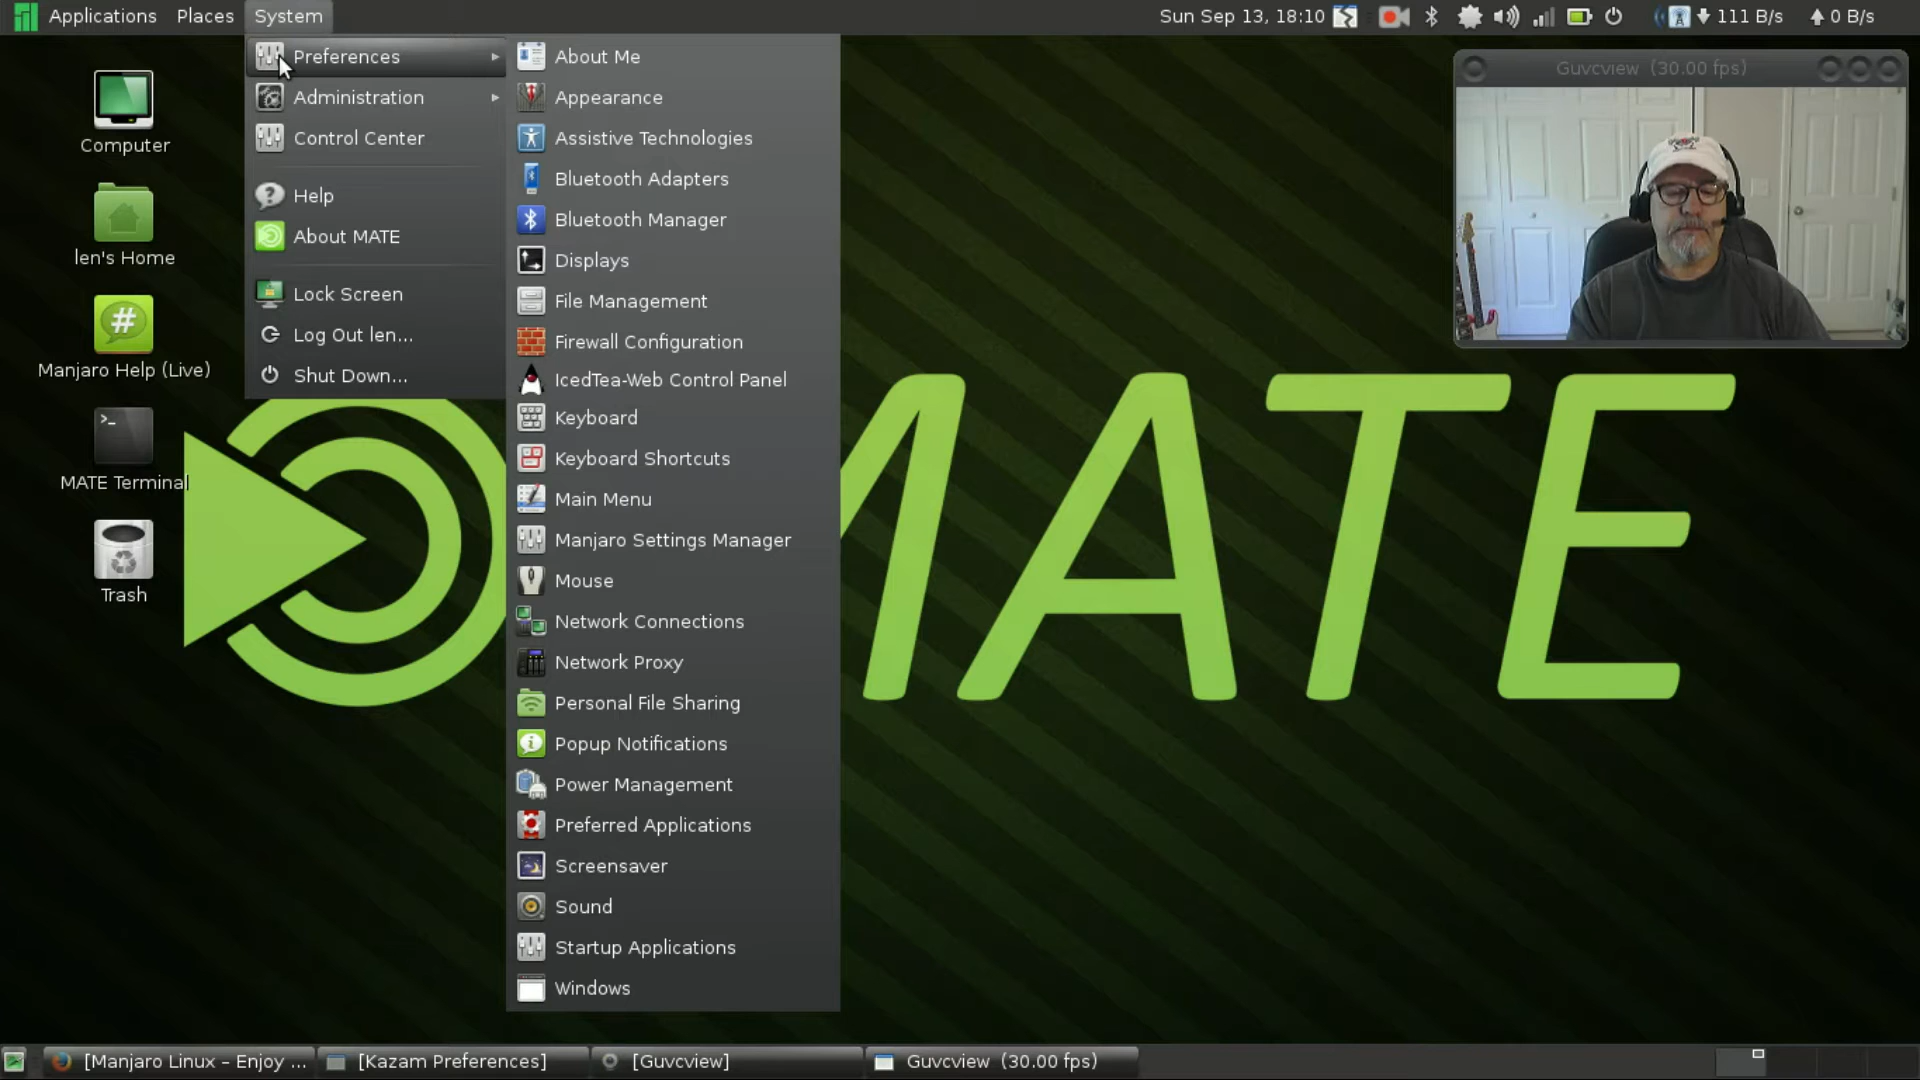 Applications Places System
Sun Sep 13, 18:10 111 B/s 0 B/s
Preferences
Administration
Control Center
Help
About MATE
Lock Screen
Log Out len...
Shut Down...
About Me
Appearance
Assistive Technologies
Bluetooth Adapters
Bluetooth Manager
Displays
File Management
Firewall Configuration
IcedTea-Web Control Panel
Keyboard
Keyboard Shortcuts
Main Menu
Manjaro Settings Manager
Mouse
Network Connections
Network Proxy
Personal File Sharing
Popup Notifications
Power Management
Preferred Applications
Screensaver
Sound
Startup Applications
Windows
Computer
len's Home
#
Manjaro Help (Live)
>_
MATE Terminal
Trash
Guvcview (30.00 fps)
MATE
[Manjaro Linux – Enjoy ... [Kazam Preferences] [Guvcview] Guvcview (30.00 fps)